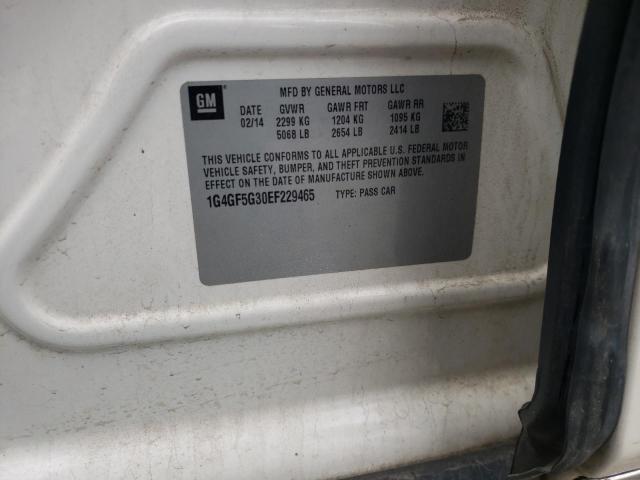 GM
MFD BY GENERAL MOTORS LLC
DATE GVWR GAWR FRT GAWR RR
02/14 2299 KG 1204 KG 1095 KG
5068 LB 2654 LB 2414 LB
THIS VEHICLE CONFORMS TO ALL APPLICABLE U.S. FEDERAL MOTOR
VEHICLE SAFETY, BUMPER, AND THEFT PREVENTION STANDARDS IN
EFFECT ON THE DATE OF MANUFACTURE SHOWN ABOVE.
1G4GF5G30EF229465 TYPE: PASS CAR